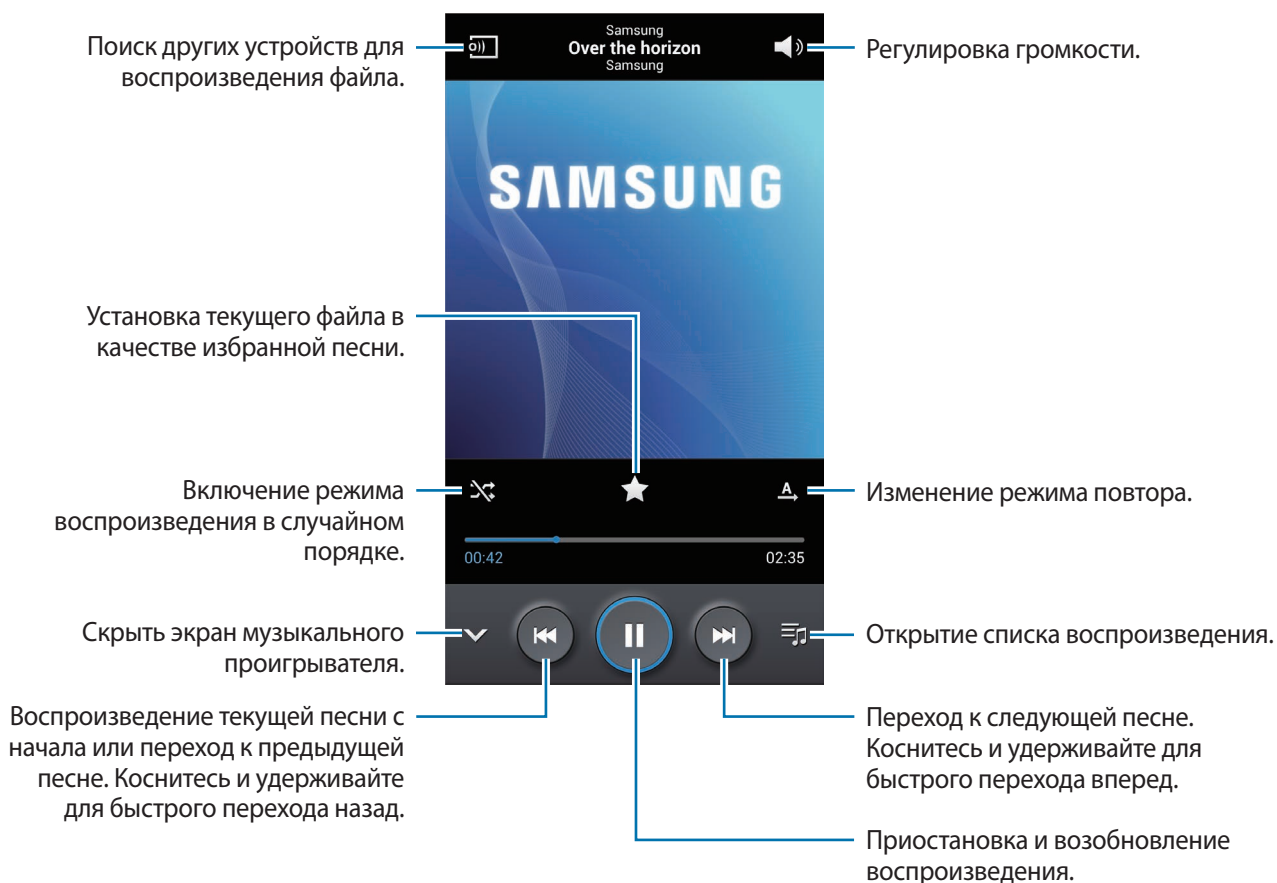 Поиск других устройств для
воспроизведения файла.
Samsung
Over the horizon
Samsung
Регулировка громкости.
SAMSUNG
Установка текущего файла в
качестве избранной песни.
Включение режима
воспроизведения в случайном
порядке.
A
Изменение режима повтора.
00:42
02:35
Скрыть экран музыкального
проигрывателя.
Открытие списка воспроизведения.
Воспроизведение текущей песни с
начала или переход к предыдущей
песне. Коснитесь и удерживайте
для быстрого перехода назад.
Переход к следующей песне.
Коснитесь и удерживайте для
быстрого перехода вперед.
Приостановка и возобновление
воспроизведения.